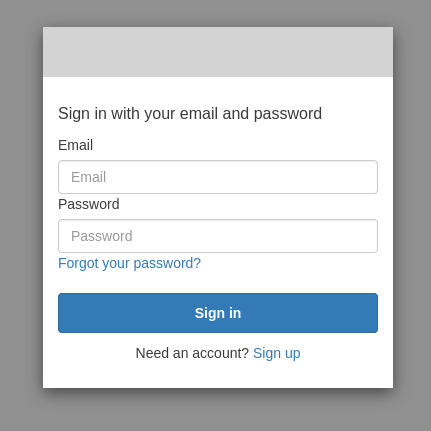 Sign in with your email and password
Email
Email
Password
Password
Forgot your password?
Sign in
Need an account? Sign up